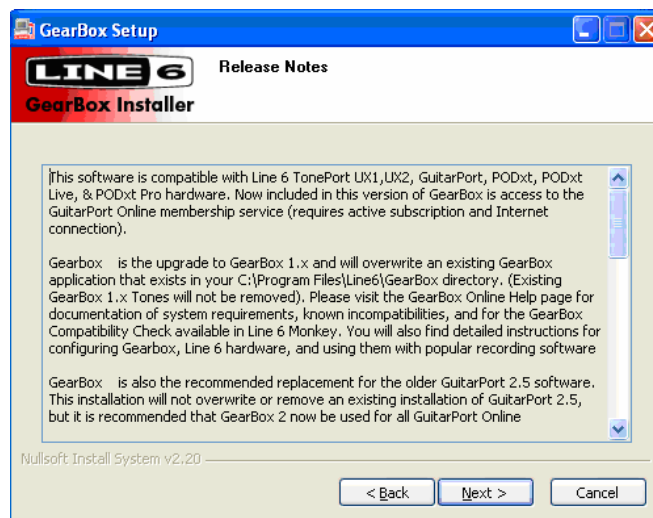 GearBox Setup
LINE 6
Release Notes
GearBox Installer
This software is compatible with Line 6 TonePort UX1,UX2, GuitarPort, PODxt, PODxt
Live, & PODxt Pro hardware. Now included in this version of GearBox is access to the
GuitarPort Online membership service (requires active subscription and Internet
connection).
Gearbox is the upgrade to GearBox 1.x and will overwrite an existing GearBox
application that exists in your C:\Program Files\Line6\GearBox directory. (Existing
GearBox 1.x Tones will not be removed). Please visit the GearBox Online Help page for
documentation of system requirements, known incompatibilities, and for the GearBox
Compatibility Check available in Line 6 Monkey. You will also find detailed instructions for
configuring Gearbox, Line 6 hardware, and using them with popular recording software
GearBox is also the recommended replacement for the older GuitarPort 2.5 software.
This installation will not overwrite or remove an existing installation of GuitarPort 2.5,
but it is recommended that GearBox 2 now be used for all GuitarPort Online
Nullsoft Install System v2.20
< Back
Next >
Cancel